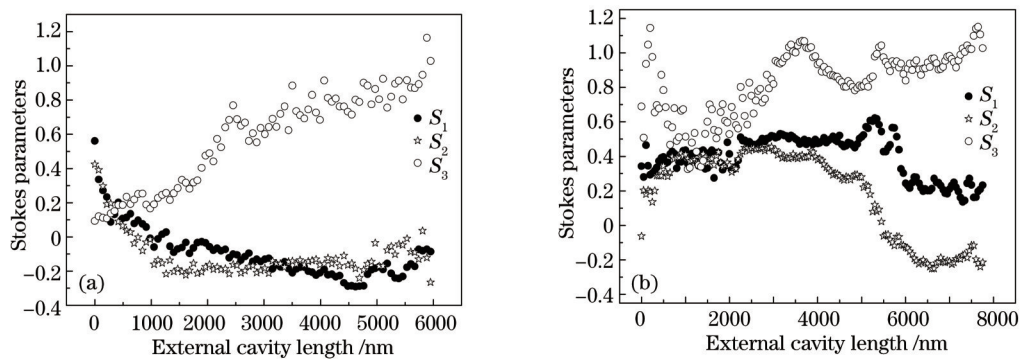 1.2
1.0
0.8
0.6
0.4
0.2
0
−0.2
−0.4
Stokes parameters
S1
S2
S3
(a)
0 1000 2000 3000 4000 5000 6000
External cavity length /nm
1.2
1.0
0.8
0.6
0.4
0.2
0
−0.2
−0.4
Stokes parameters
S1
S2
S3
(b)
0 2000 4000 6000 8000
External cavity length /nm